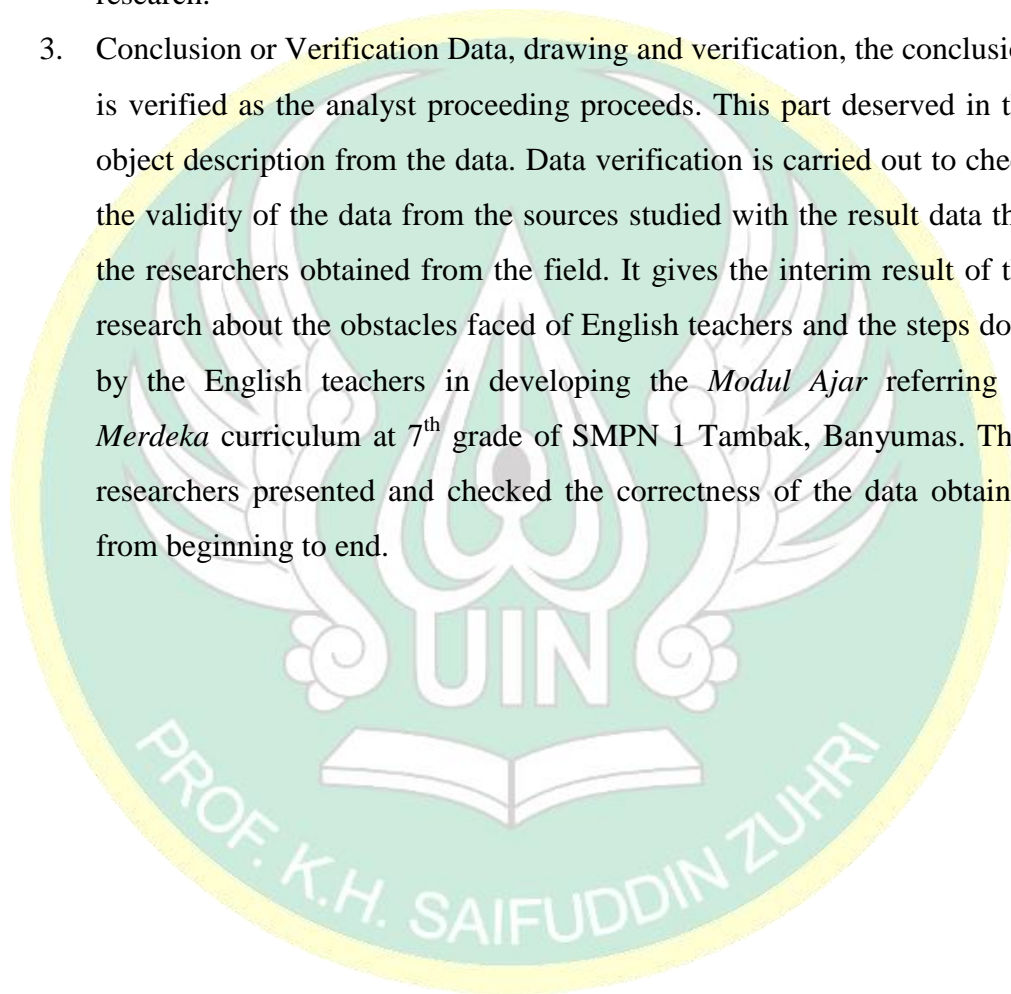 research.
3. Conclusion or Verification Data, drawing and verification, the conclusio
is verified as the analyst proceeding proceeds. This part deserved in t
object description from the data. Data verification is carried out to chec
the validity of the data from the sources studied with the result data th
the researchers obtained from the field. It gives the interim result of t
research about the obstacles faced of English teachers and the steps do
by the English teachers in developing the Modul Ajar referring
Merdeka curriculum at 7th grade of SMPN 1 Tambak, Banyumas. Th
researchers presented and checked the correctness of the data obtain
from beginning to end.
UIN
PROF. K.H. SAIFUDDIN ZUHRI